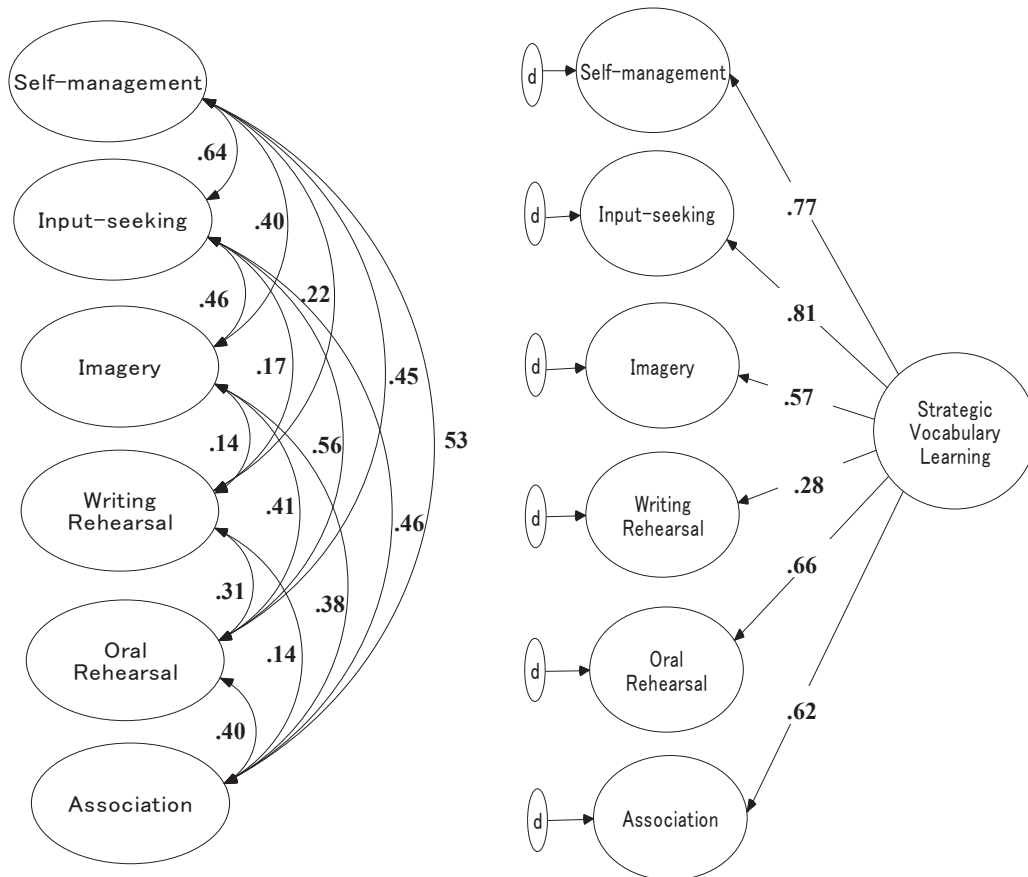 Self-management
.64
Input-seeking
.40
.46
.22
Imagery
.17
.45
.14
.56
53
Writing
Rehearsal
.41
.46
.31
.38
Oral
Rehearsal
.14
.40
Association
d
Self-management
.77
d
Input-seeking
.81
d
Imagery
.57
Strategic
Vocabulary
Learning
d
Writing
Rehearsal
.28
.66
d
Oral
Rehearsal
.62
d
Association